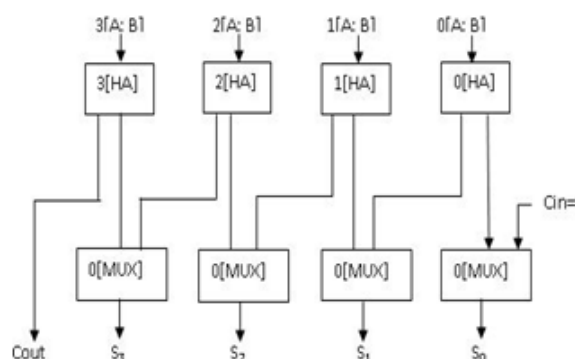 3[A: B] 2[A: B] 1[A: B] 0[A: B]
3[HA] 2[HA] 1[HA] 0[HA]
Cin=
0[MUX] 0[MUX] 0[MUX] 0[MUX]
Cout S3 S2 S1 S0